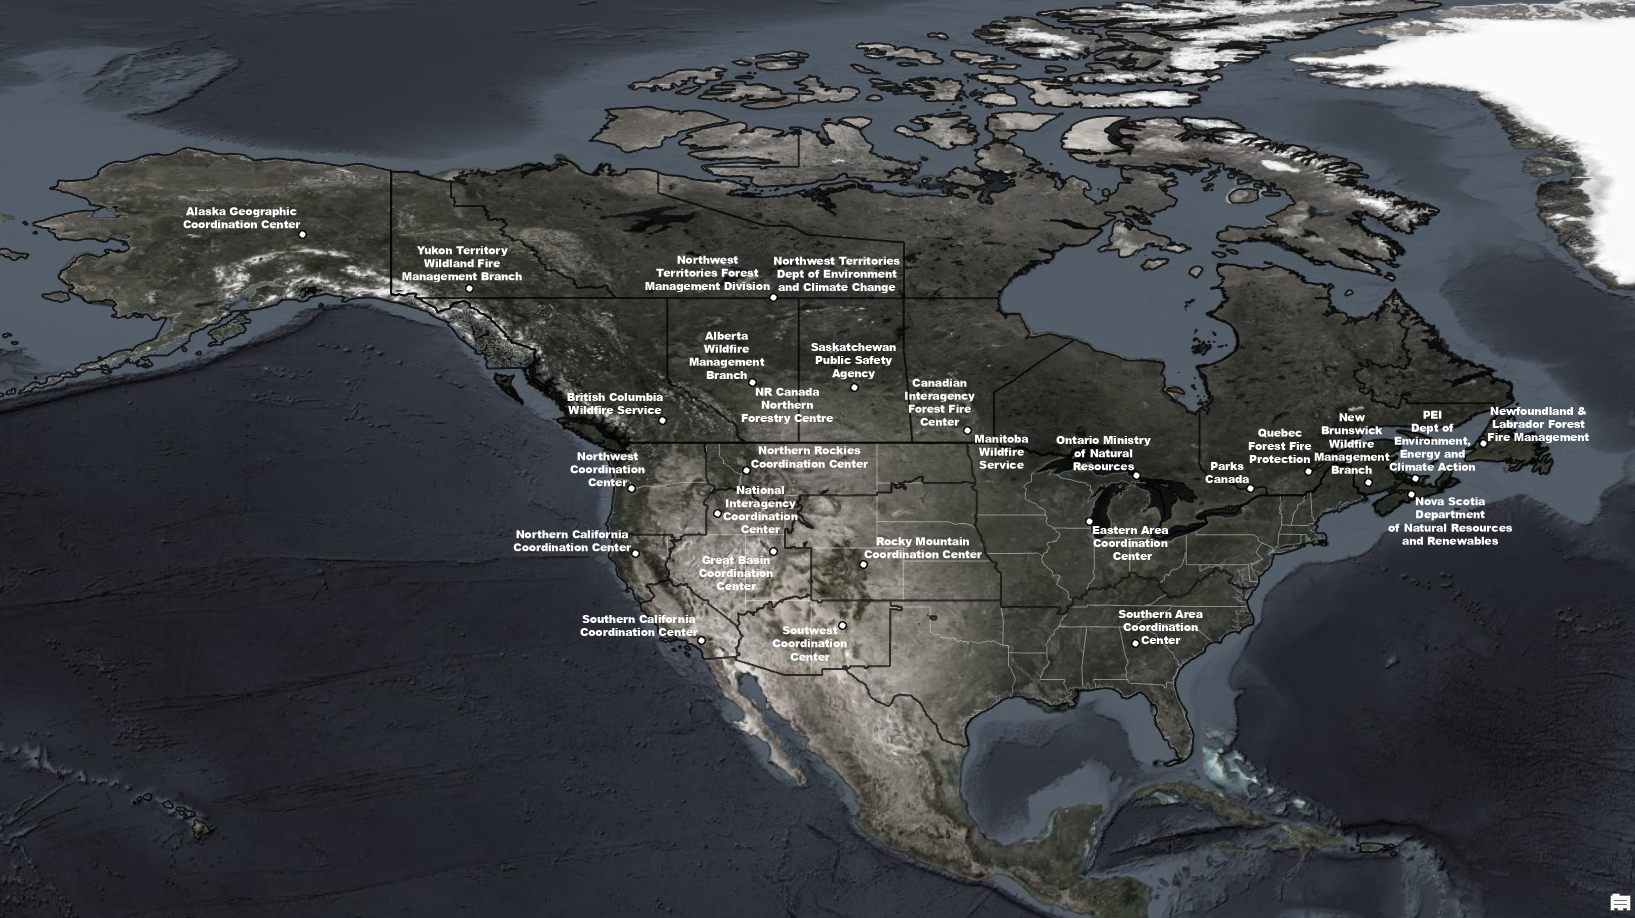 Alaska Geographic
Coordination Center
Yukon Territory
Wildland Fire
Management Branch
Northwest
Territories Forest
Management Division
Northwest Territories
Dept of Environment
and Climate Change
Alberta
Wildfire
Management
Branch
NR Canada
Northern
Forestry Centre
Saskatchewan
Public Safety
Agency
British Columbia
Wildfire Service
Canadian
Interagency
Forest Fire
Center
Manitoba
Wildfire
Service
Ontario Ministry
of Natural
Resources
Parks
Canada
Quebec
Forest Fire
Protection
New
Brunswick
Wildfire
Management
Branch
PEI
Dept of
Environment,
Energy and
Climate Action
Newfoundland &
Labrador Forest
Fire Management
Nova Scotia
Department
of Natural Resources
and Renewables
Northwest
Coordination
Center
Northern Rockies
Coordination Center
National
Interagency
Coordination
Center
Northern California
Coordination Center
Great Basin
Coordination
Center
Rocky Mountain
Coordination Center
Eastern Area
Coordination
Center
Southern California
Coordination Center
Soutwest
Coordination
Center
Southern Area
Coordination
Center